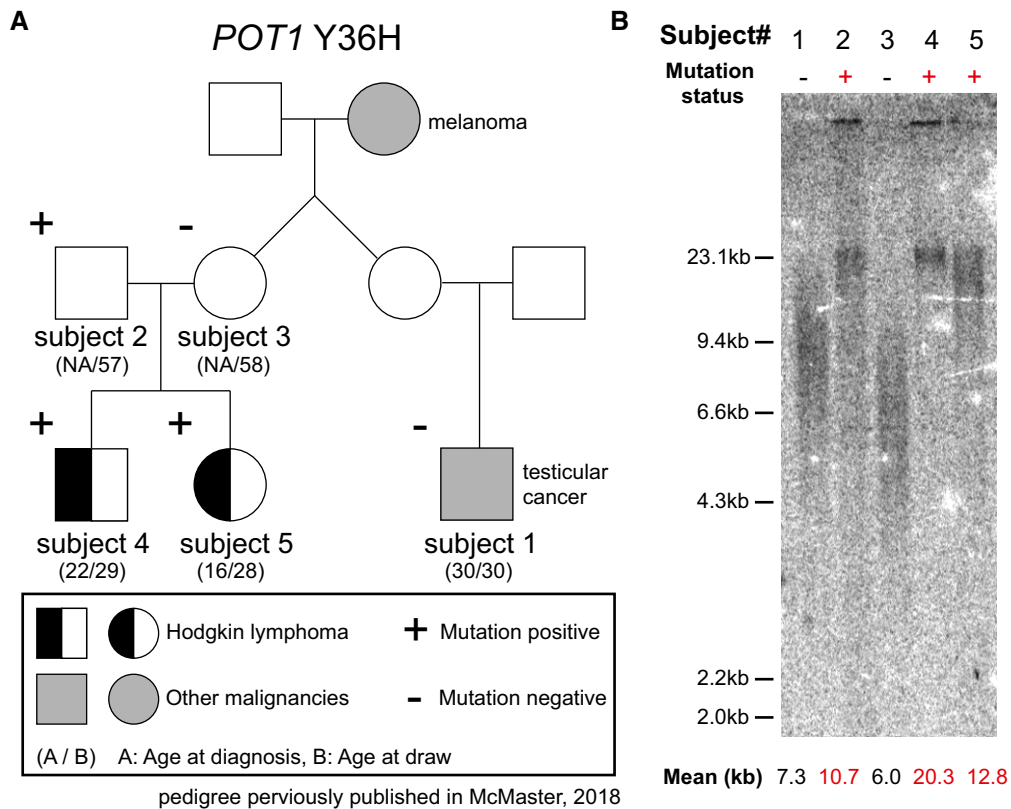 A
POT1 Y36H
melanoma
+
-
subject 2
(NA/57)
subject 3
(NA/58)
+
+
-
testicular
cancer
subject 4
(22/29)
subject 5
(16/28)
subject 1
(30/30)
Hodgkin lymphoma
+ Mutation positive
Other malignancies
- Mutation negative
(A / B) A: Age at diagnosis, B: Age at draw
pedigree perviously published in McMaster, 2018
B
Subject# 1 2 3 4 5
Mutation
status
- + - + +
23.1kb
9.4kb
6.6kb
4.3kb
2.2kb
2.0kb
Mean (kb) 7.3 10.7 6.0 20.3 12.8